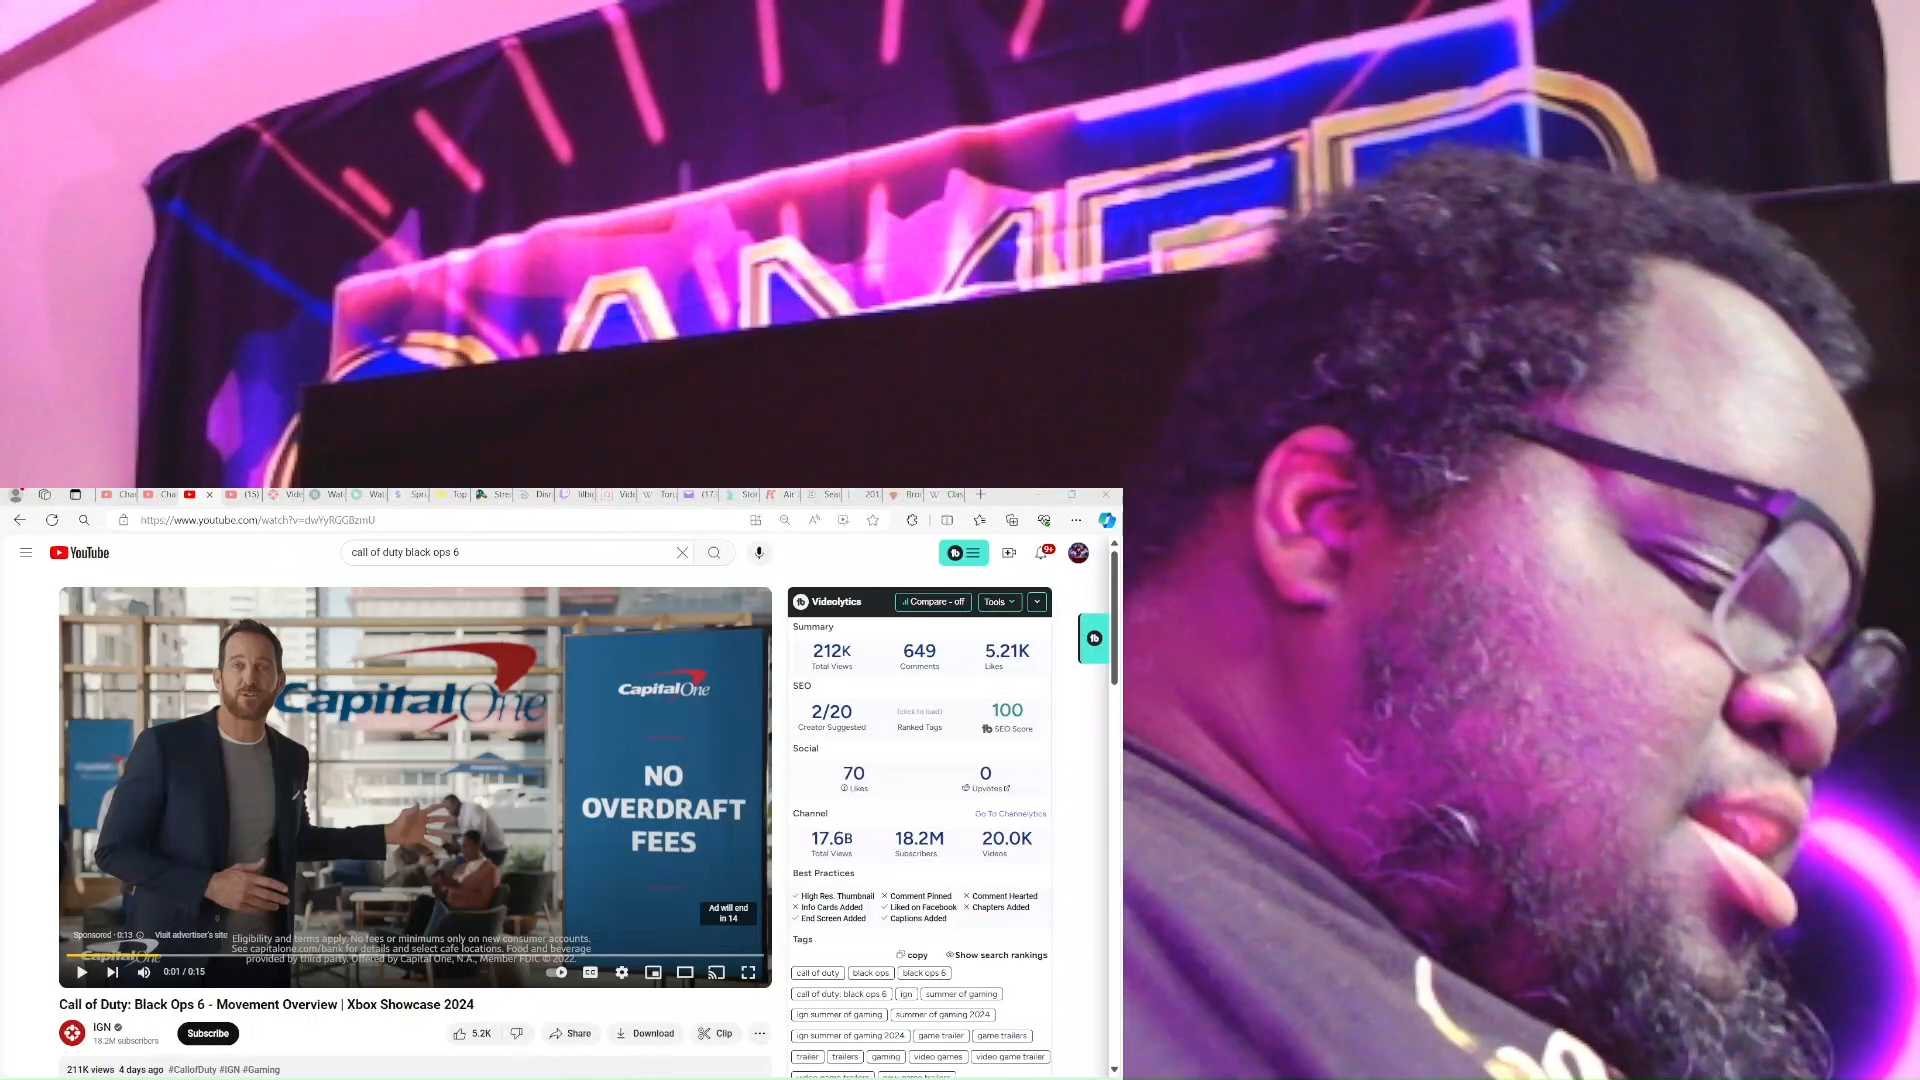 GAMER
https://www.youtube.com/watch?v=dwYyRGGBzmU
YouTube
call of duty black ops 6
9+
CapitalOne
CapitalOne
NO
OVERDRAFT
FEES
Ad will end
in 14
Sponsored · 0:13
Visit advertiser's site
Eligibility and terms apply. No fees or minimums only on new consumer accounts.
See capitalone.com/bank for details and select cafe locations. Food and beverage
provided by third party. Offered by Capital One, N.A., Member FDIC © 2022.
0:01 / 0:15
Call of Duty: Black Ops 6 - Movement Overview | Xbox Showcase 2024
IGN
18.2M subscribers
Subscribe
5.2K
Share
Download
Clip
211K views 4 days ago #CallofDuty #IGN #Gaming
Videolytics
Compare - off
Tools
Summary
212K 649 5.21K
Total Views Comments Likes
SEO
2/20 (click to load) 100
Creator Suggested Ranked Tags SEO Score
Social
70 0
Likes Upvotes
Channel Go To Channelytics
17.6B 18.2M 20.0K
Total Views Subscribers Videos
Best Practices
High Res. Thumbnail Comment Pinned Comment Hearted
Info Cards Added Liked on Facebook Chapters Added
End Screen Added Captions Added
Tags
copy Show search rankings
call of duty black ops black ops 6
call of duty: black ops 6 ign summer of gaming
ign summer of gaming summer of gaming 2024
ign summer of gaming 2024 game trailer game trailers
trailer trailers gaming video games video game trailer